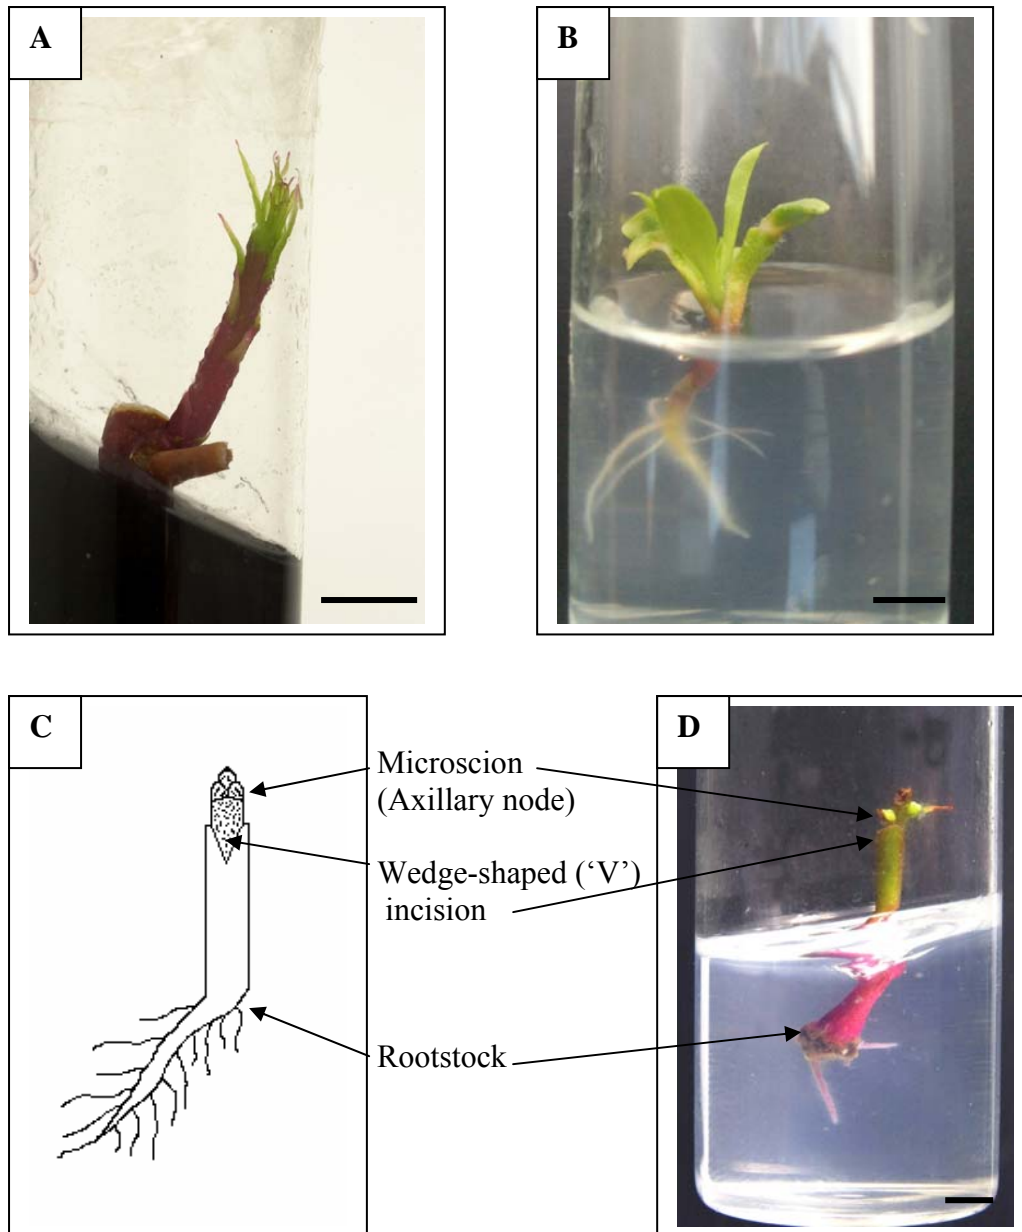 A
B
C
D
Microscion
(Axillary node)
Wedge-shaped (‘V’)
incision
Rootstock